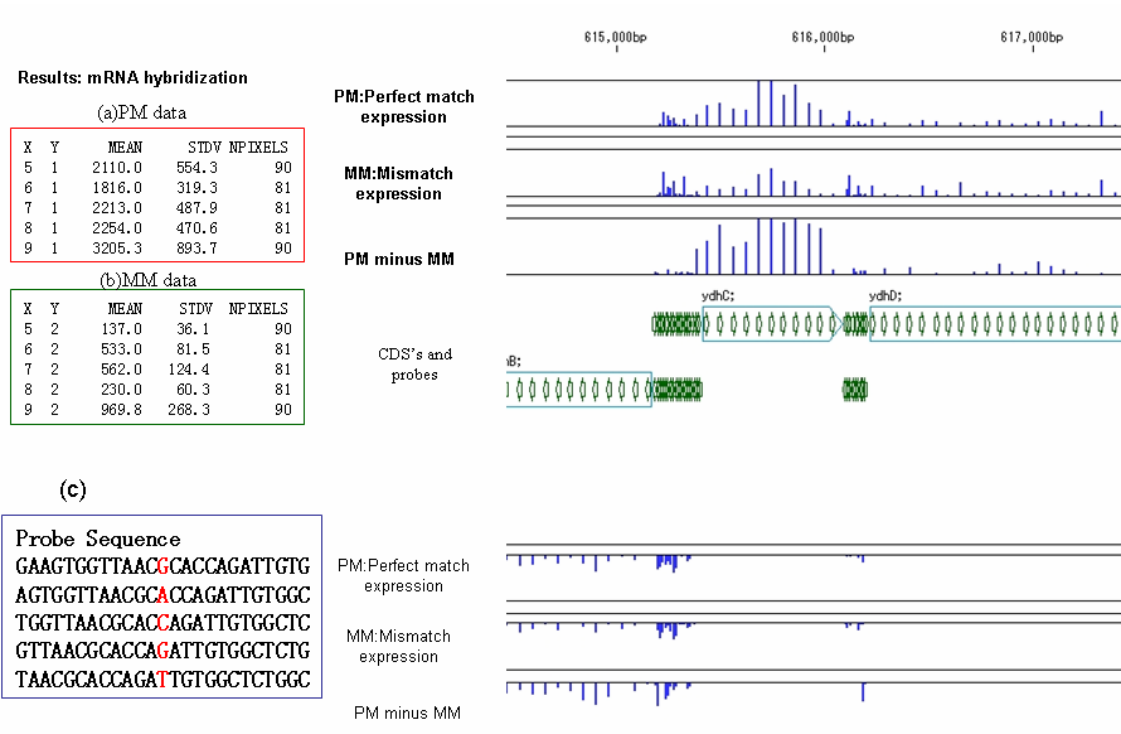 615,000bp 616,000bp 617,000bp
Results: mRNA hybridization
(a)PM data
X Y MEAN STDV NPIXELS
5 1 2110.0 554.3 90
6 1 1816.0 319.3 81
7 1 2213.0 487.9 81
8 1 2254.0 470.6 81
9 1 3205.3 893.7 90
(b)MM data
X Y MEAN STDV NPIXELS
5 2 137.0 36.1 90
6 2 533.0 81.5 81
7 2 562.0 124.4 81
8 2 230.0 60.3 81
9 2 969.8 268.3 90
PM:Perfect match
expression
MM:Mismatch
expression
PM minus MM
ydhC; ydhD;
CDS's and
probes
B;
(c)
Probe Sequence
GAAGTGGTTAACGCACCAGATTGTG
AGTGGTTAACGCACCAGATTGTGGC
TGGTTAACGCACCAGATTGTGGCTC
GTTAACGCACCAGATTGTGGCTCTG
TAACGCACCAGATTGTGGCTCTGGC
PM:Perfect match
expression
MM:Mismatch
expression
PM minus MM